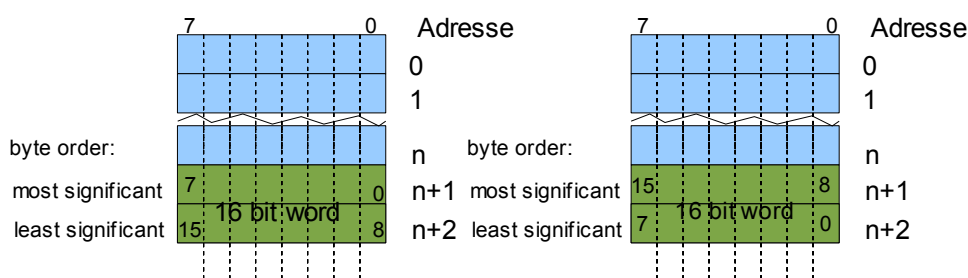 7 0 Adresse
0
1
byte order: n
most significant 7 0 n+1
16 bit word
least significant 15 8 n+2
7 0 Adresse
0
1
byte order: n
most significant 15 8 n+1
16 bit word
least significant 7 0 n+2